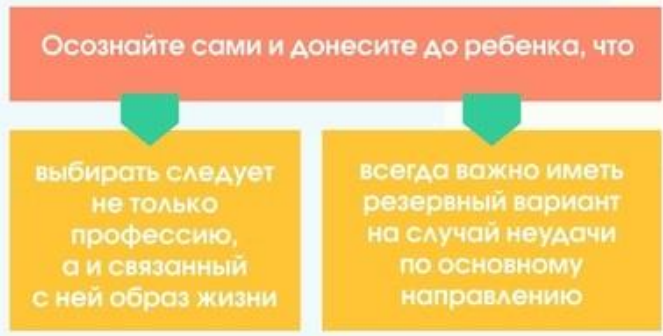 Осознайте сами и донесите до ребенка, что
выбирать следует
не только
профессию,
а и связанный
с ней образ жизни
всегда важно иметь
резервный вариант
на случай неудачи
по основному
направлению